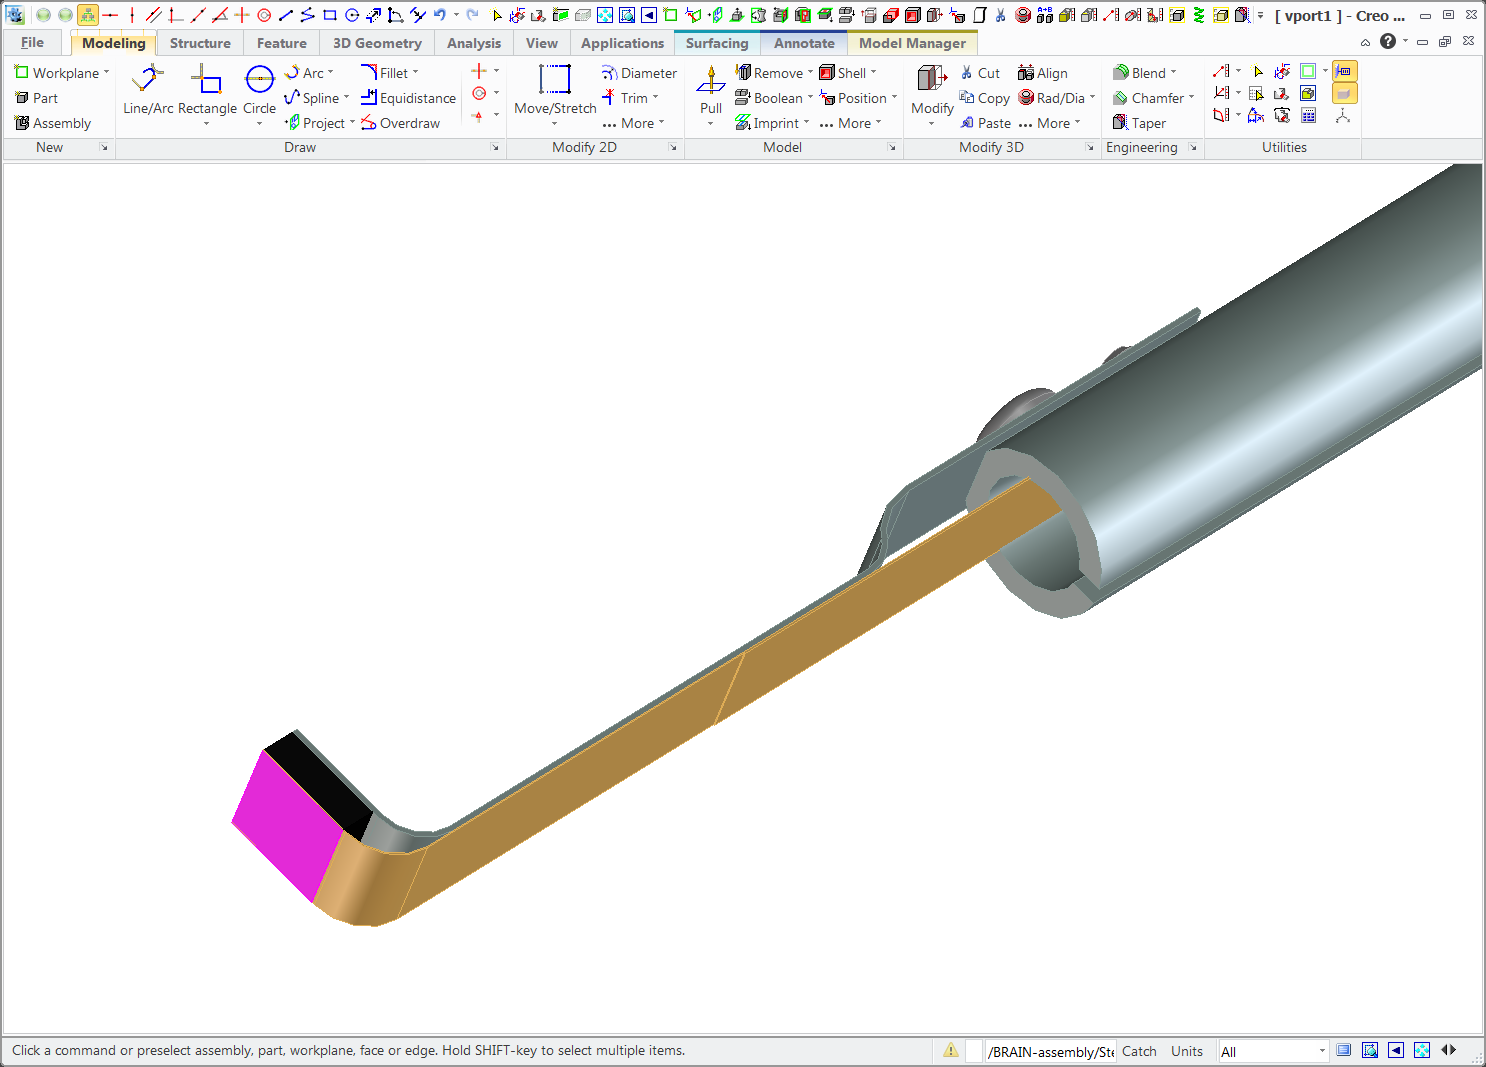 [ vport1 ] - Creo ...
File Modeling Structure Feature 3D Geometry Analysis View Applications Surfacing Annotate Model Manager
Workplane
Part
Assembly
New
Line/Arc Rectangle Circle
Arc
Spline
Project
Fillet
Equidistance
Overdraw
Draw
Move/Stretch
Diameter
Trim
... More
Modify 2D
Pull
Remove
Boolean
Imprint
Shell
Position
... More
Model
Modify
Cut
Copy
Paste
Align
Rad/Dia
... More
Modify 3D
Blend
Chamfer
Taper
Engineering
Utilities
Click a command or preselect assembly, part, workplane, face or edge. Hold SHIFT-key to select multiple items.
/BRAIN-assembly/Ste Catch Units All